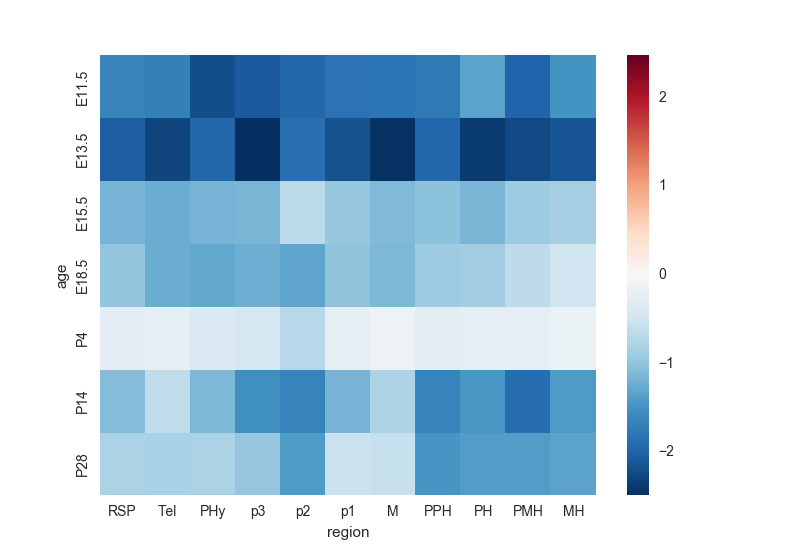 E11.5
E13.5
E15.5
E18.5
P4
P14
P28
age
RSP Tel PHy p3 p2 p1 M PPH PH PMH MH
region
2
1
0
−1
−2